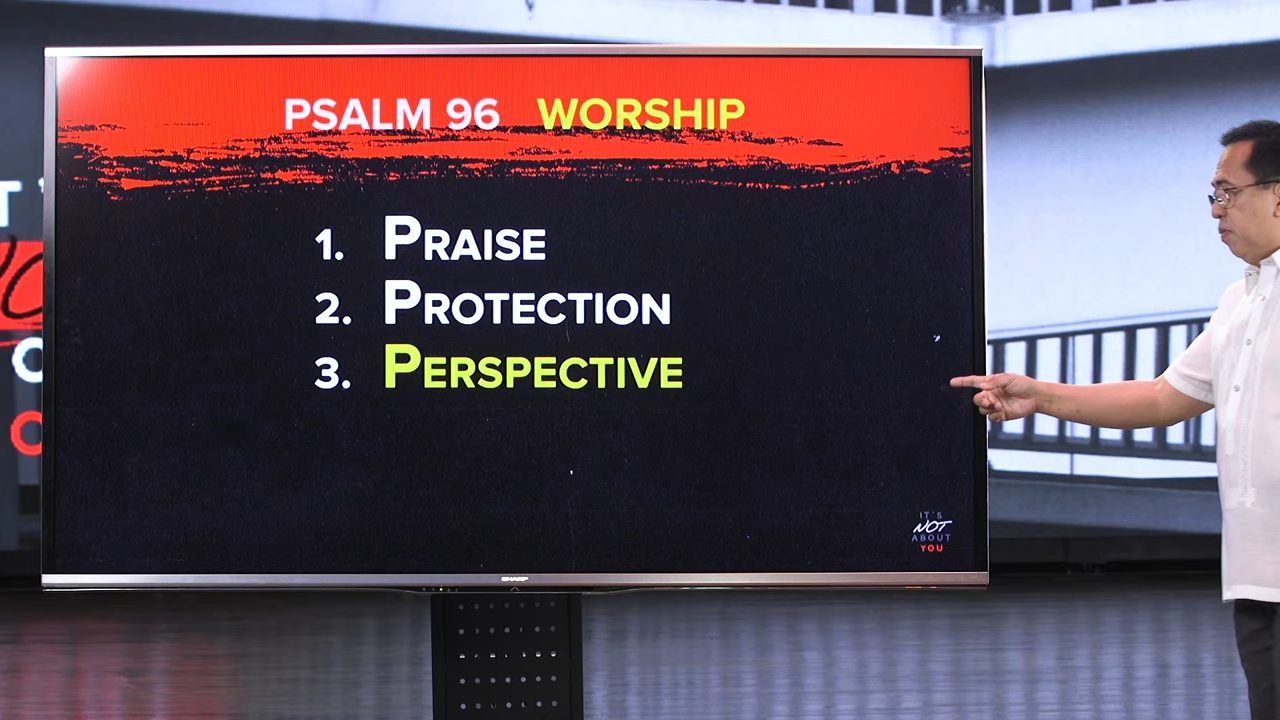 PSALM 96 WORSHIP
1. PRAISE
2. PROTECTION
3. PERSPECTIVE
IT'S
NOT
ABOUT
YOU
SHARP